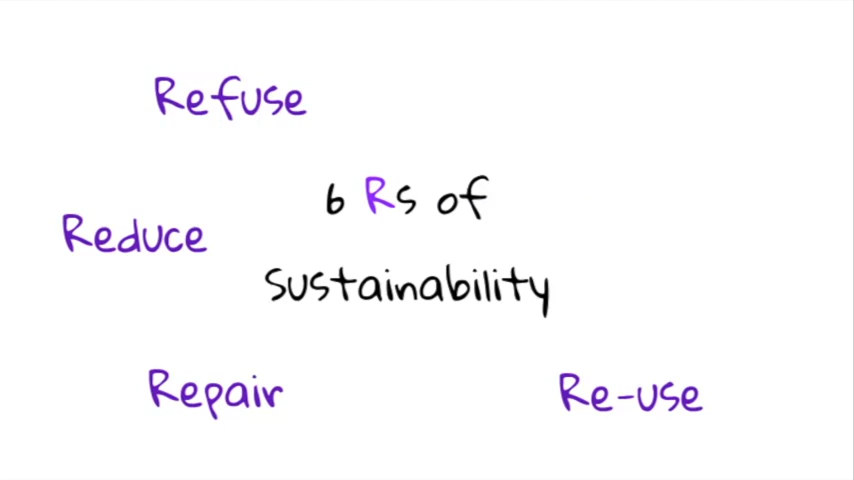 Refuse
6 Rs of
Reduce
sustainability
Repair
Re-use